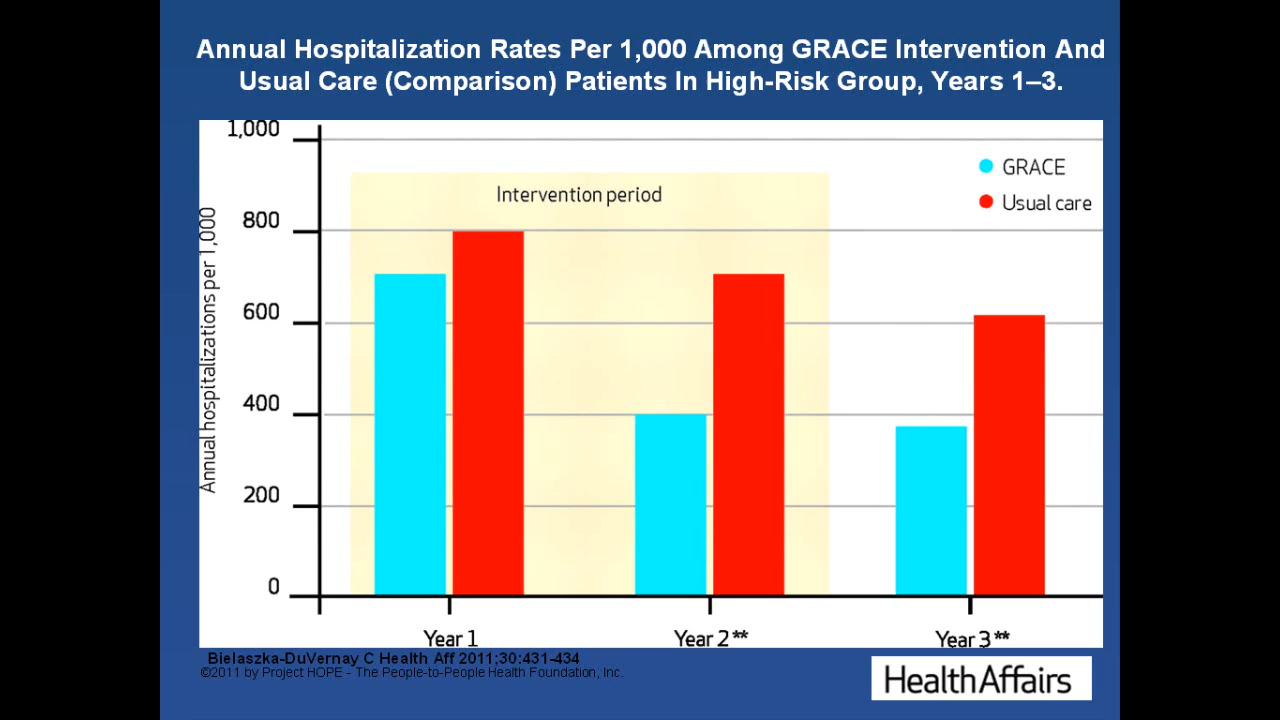 Annual Hospitalization Rates Per 1,000 Among GRACE Intervention And
Usual Care (Comparison) Patients In High-Risk Group, Years 1–3.
1,000
800
600
400
200
0
Annual hospitalizations per 1,000
Intervention period
GRACE
Usual care
Year 1
Year 2**
Year 3**
Bielaszka-DuVernay C Health Aff 2011;30:431-434
©2011 by Project HOPE - The People-to-People Health Foundation, Inc.
HealthAffairs